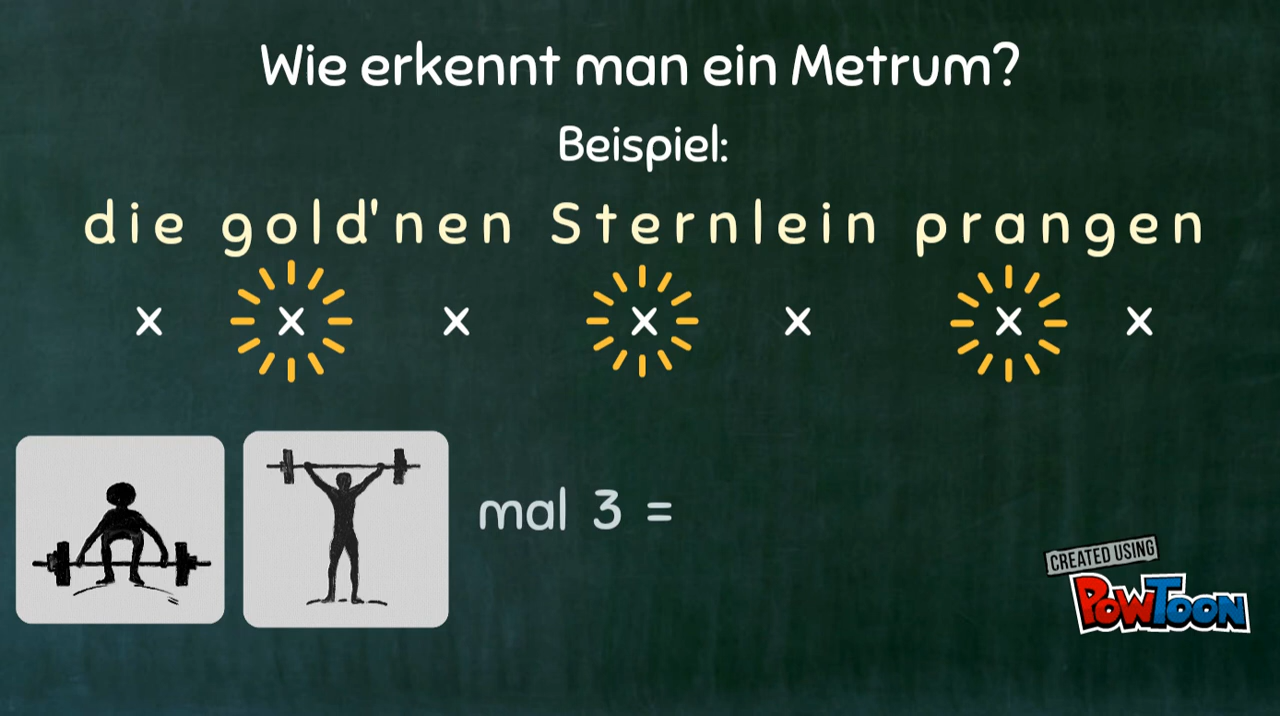 Wie erkennt man ein Metrum?
Beispiel:
die gold'nen Sternlein prangen
x x x x x x x
mal 3 =
CREATED USING
POWTOON